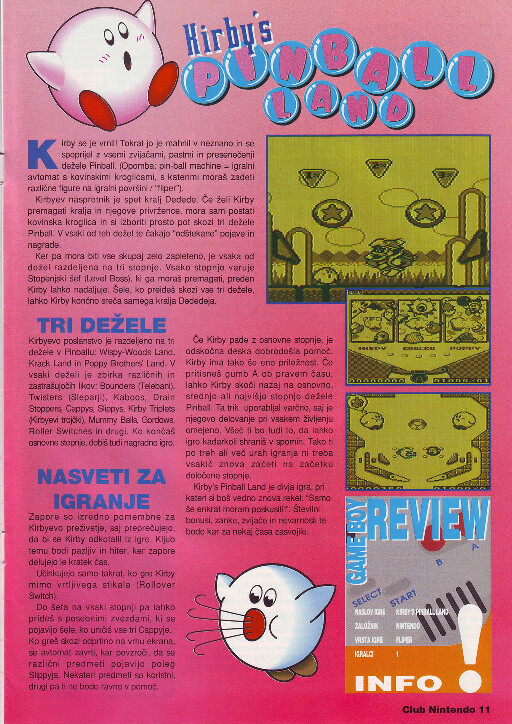 Kirby's
PINBALL
LAND
Kirby se je vrnil! Tokrat jo je mahnil v neznano in se
spoprijel z vsemi zvijačami, pastmi in presenečenji
dežele Pinball. (Opomba: pin-ball machine = igralni
avtomat s kovinskimi kroglicami, s katerimi moraš zadeti
različne figure na igralni površini / "fliper").
Kirbyev nasprotnik je spet kralj Dedede. Če želi Kirby
premagati kralja in njegove privržence, mora sam postati
kovinska kroglica in si izboriti prosto pot skozi tri dežele
Pinball. V vsaki od teh dežel te čakajo "odštekane" pojave in
nagrade.
Ker pa mora biti vse skupaj zelo zapleteno, je vsaka od
dežel razdeljena na tri stopnje. Vsako stopnjo varuje
Stopenjski šef (Level Boss), ki ga moraš premagati, preden
Kirby lahko nadaljuje. Šele, ko preideš skozi vse tri dežele,
lahko Kirby končno sreča samega kralja Dededeja.
TRI DEŽELE
Kirbyevo poslanstvo je razdeljeno na tri
dežele v Pinballu: Wispy-Woods Land,
Krack Land in Poppy Brothers' Land. V
vsaki deželi je zbirka različnih in
zastrašujočih likov: Bounders (Telebani),
Twisters (Sleparji), Kaboos, Drain
Stoppers, Cappys, Slippys, Kirby Triplets
(Kirbyevi trojčki), Mummy Balls, Gordows,
Roller Switches in drugi. Ko končaš
osnovne stopnje, dobiš tudi nagradno igro.
NASVETI ZA
IGRANJE
Zapore so izredno pomembne za
Kirbyevo preživetje, saj preprečujejo,
da bi se Kirby odkotalil iz igre. Kljub
temu bodi pazljiv in hiter, ker zapore
delujejo le kratek čas.
Učinkujejo samo takrat, ko gre Kirby
mimo vrtljivega stikala (Rollover
Switch).
Do šefa na vsaki stopnji pa lahko
prideš s posebnimi zvezdami, ki se
pojavijo šele, ko uničiš vse tri Cappyje.
Ko greš skozi odprtino na vrhu ekrana,
se avtomat zavrti, kar povzroči, da se
različni predmeti pojavijo poleg
Slippyja. Nekateri predmeti so koristni,
drugi pa ti ne bodo ravno v pomoč.
Če Kirby pade z osnovne stopnje, je
odskočna deska dobrodošla pomoč.
Kirby ima tako še eno priložnost. Če
pritisneš gumb A ob pravem času,
lahko Kirby skoči nazaj na osnovno,
srednjo ali najvišjo stopnjo dežele
Pinball. Ta trik uporabljaj varčno, saj je
njegovo delovanje pri vsakem življenju
omejeno. Všeč ti bo tudi to, da lahko
igro kadarkoli shraniš v spomin. Tako ti
po treh ali več urah igranja ni treba
vsakič znova začeti na začetku
določene stopnje.
Kirby's Pinball Land je divja igra, pri
kateri si boš vedno znova rekel: "Samo
še enkrat moram poskusiti!". Številni
bonusi, zanke, zvijače in nevarnosti te
bodo kar za nekaj časa zasvojile.
WISPY KRACKO POPPY
GAME BOY
REVIEW
B A
SELECT START
NASLOV IGRE KIRBY'S PINBALL LAND
ZALOŽNIK NINTENDO
VRSTA IGRE FLIPER
IGRALCI 1
INFO!
Club Nintendo 11